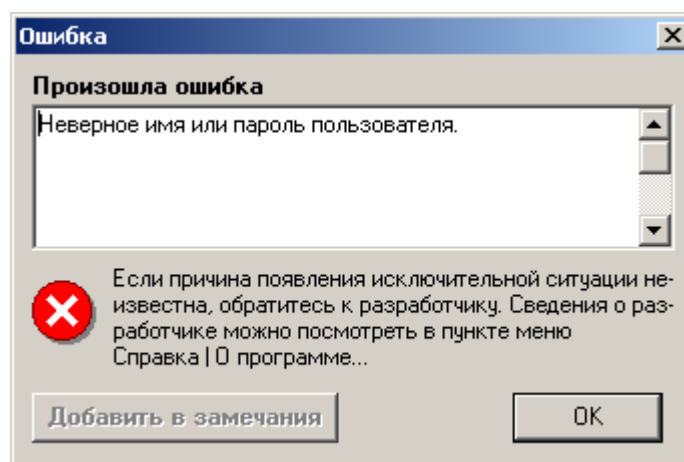 Ошибка
Произошла ошибка
Неверное имя или пароль пользователя.
Если причина появления исключительной ситуации не-
известна, обратитесь к разработчику. Сведения о раз-
работчике можно посмотреть в пункте меню
Справка | О программе...
Добавить в замечания
OK